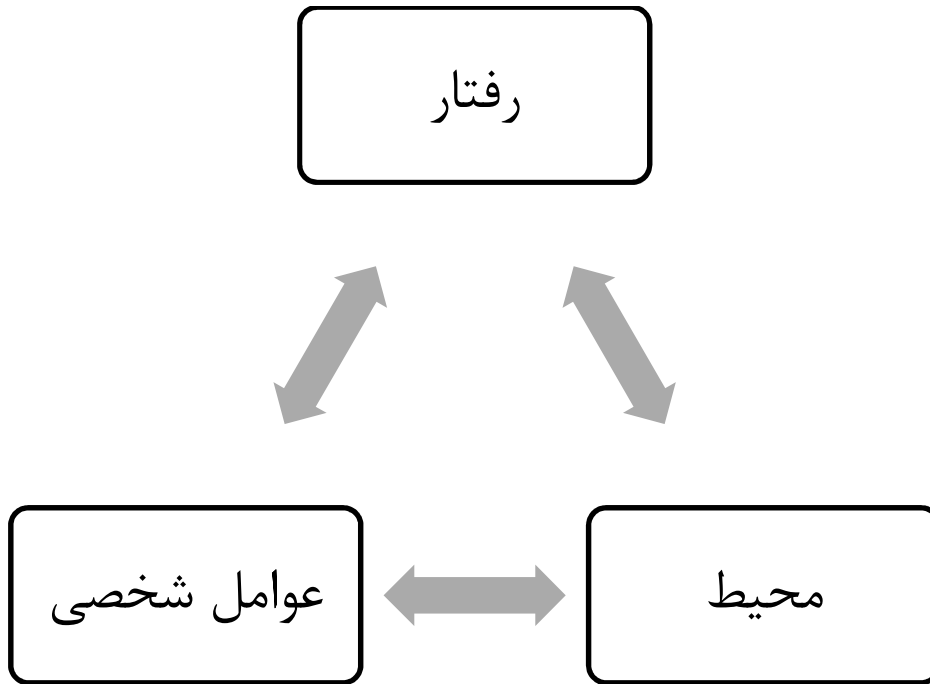 رفتار
عوامل شخصی
محیط